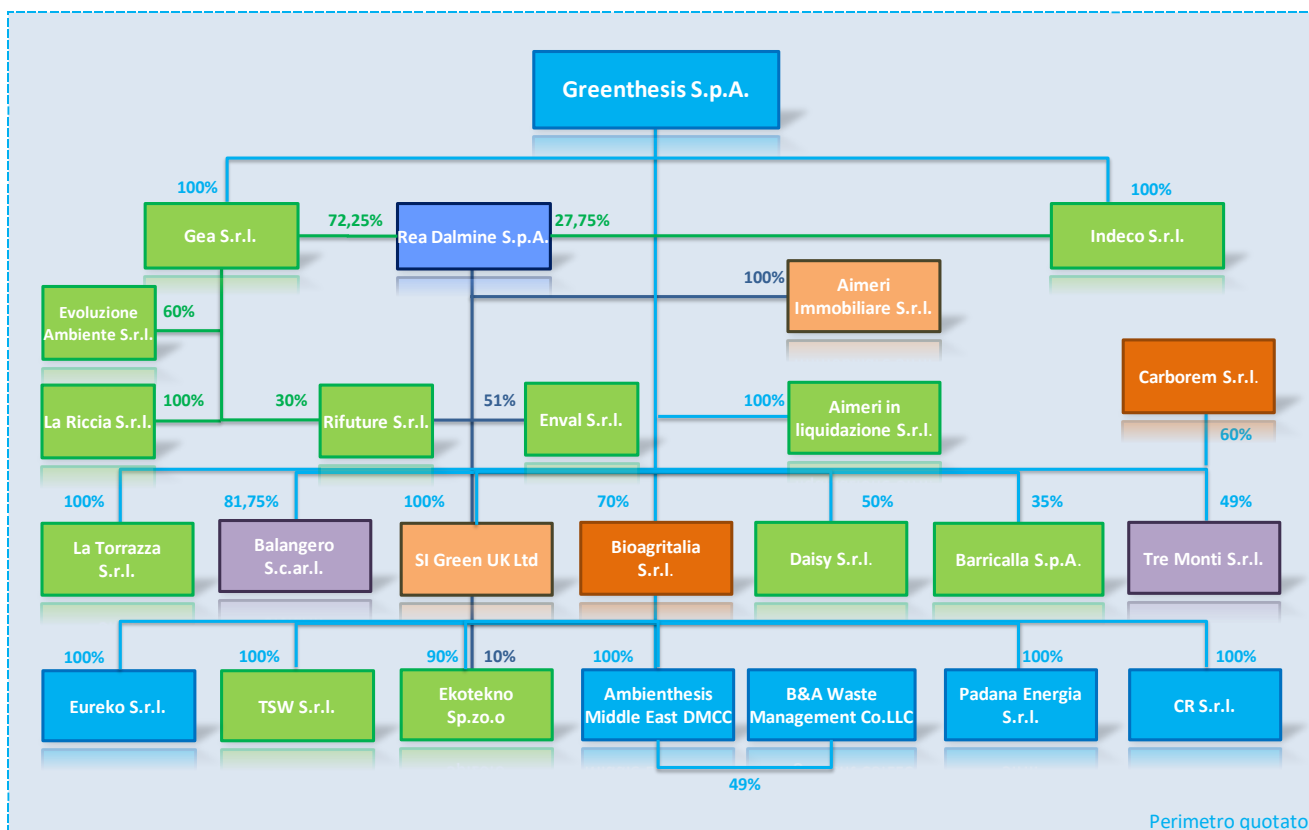 Greenthesis S.p.A.
100%
100%
Gea S.r.l.
72,25%
Rea Dalmine S.p.A.
27,75%
Indeco S.r.l.
100%
Aimeri
Immobiliare S.r.l.
Evoluzione
Ambiente S.r.l.
60%
Carborem S.r.l.
La Riccia S.r.l.
100%
30%
Rifuture S.r.l.
51%
Enval S.r.l.
100%
Aimeri in
liquidazione S.r.l.
60%
100%
81,75%
100%
70%
50%
35%
49%
La Torrazza
S.r.l.
Balangero
S.c.ar.l.
SI Green UK Ltd
Bioagritalia
S.r.l.
Daisy S.r.l.
Barricalla S.p.A.
Tre Monti S.r.l.
100%
100%
90%
10%
100%
100%
100%
Eureko S.r.l.
TSW S.r.l.
Ekotekno
Sp.zo.o
Ambienthesis
Middle East DMCC
B&A Waste
Management Co.LLC
Padana Energia
S.r.l.
CR S.r.l.
49%
Perimetro quotato